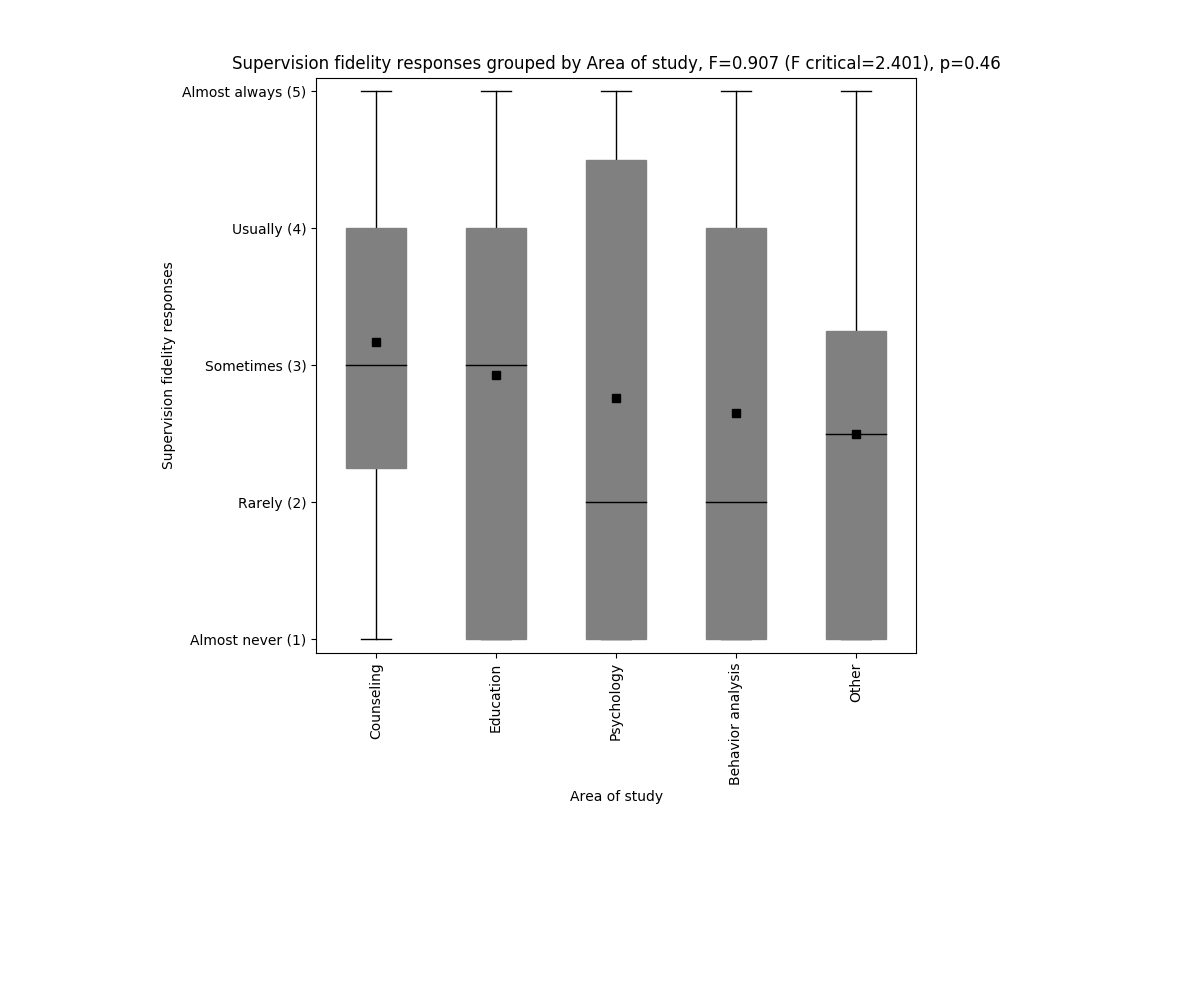 Supervision fidelity responses grouped by Area of study, F=0.907 (F critical=2.401), p=0.46
Almost always (5)
Usually (4)
Sometimes (3)
Rarely (2)
Almost never (1)
Supervision fidelity responses
Counseling
Education
Psychology
Behavior analysis
Other
Area of study